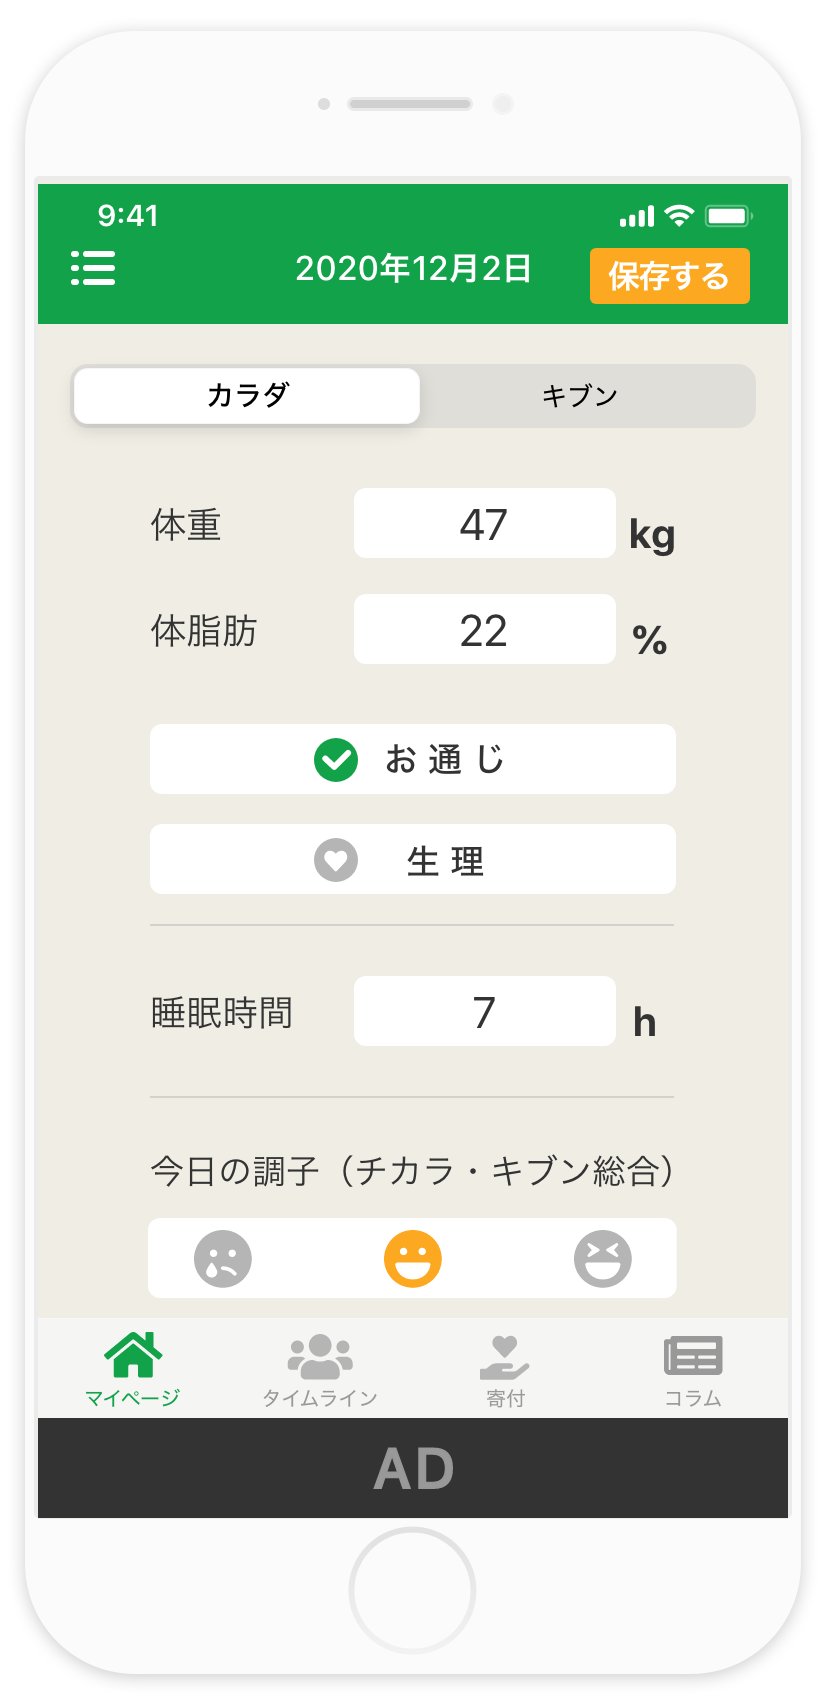 9:41
2020年12月2日 保存する
カラダ キブン
体重 47 kg
体脂肪 22 %
お通じ
生理
睡眠時間 7 h
今日の調子（チカラ・キブン総合）
マイページ タイムライン 寄付 コラム
AD